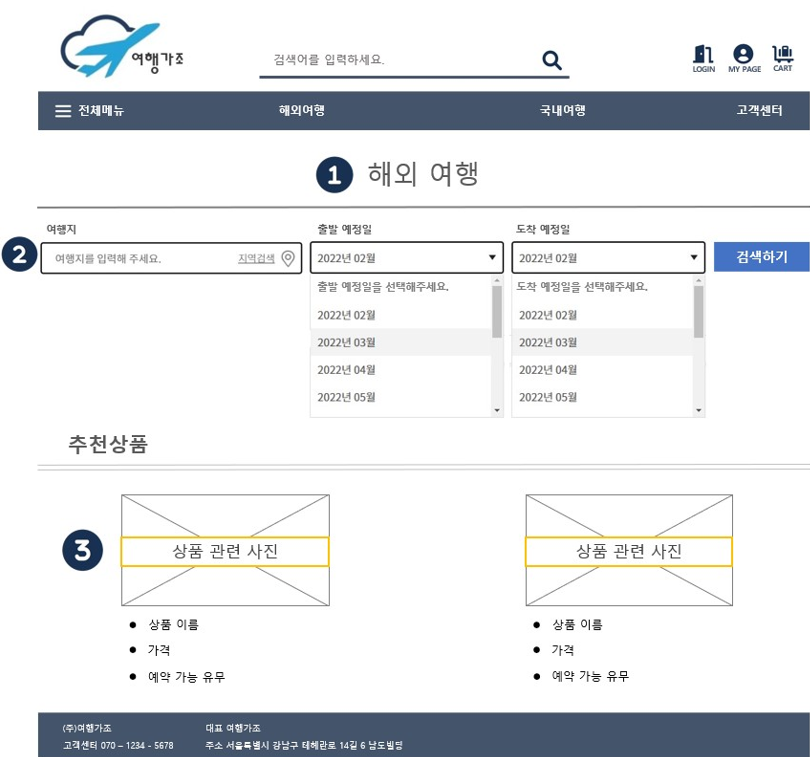 여행가조
검색어를 입력하세요.
LOGIN
MY PAGE
CART
전체메뉴
해외여행
국내여행
고객센터
1 해외 여행
여행지
출발 예정일
도착 예정일
2
여행지를 입력해 주세요.
지역검색
2022년 02월
2022년 02월
검색하기
출발 예정일을 선택해주세요.
도착 예정일을 선택해주세요.
2022년 02월
2022년 02월
2022년 03월
2022년 03월
2022년 04월
2022년 04월
2022년 05월
2022년 05월
추천상품
3
상품 관련 사진
상품 관련 사진
● 상품 이름
● 상품 이름
● 가격
● 가격
● 예약 가능 유무
● 예약 가능 유무
(주)여행가조
대표 여행가조
고객센터 070 – 1234 - 5678
주소 서울특별시 강남구 테헤란로 14길 6 남도빌딩